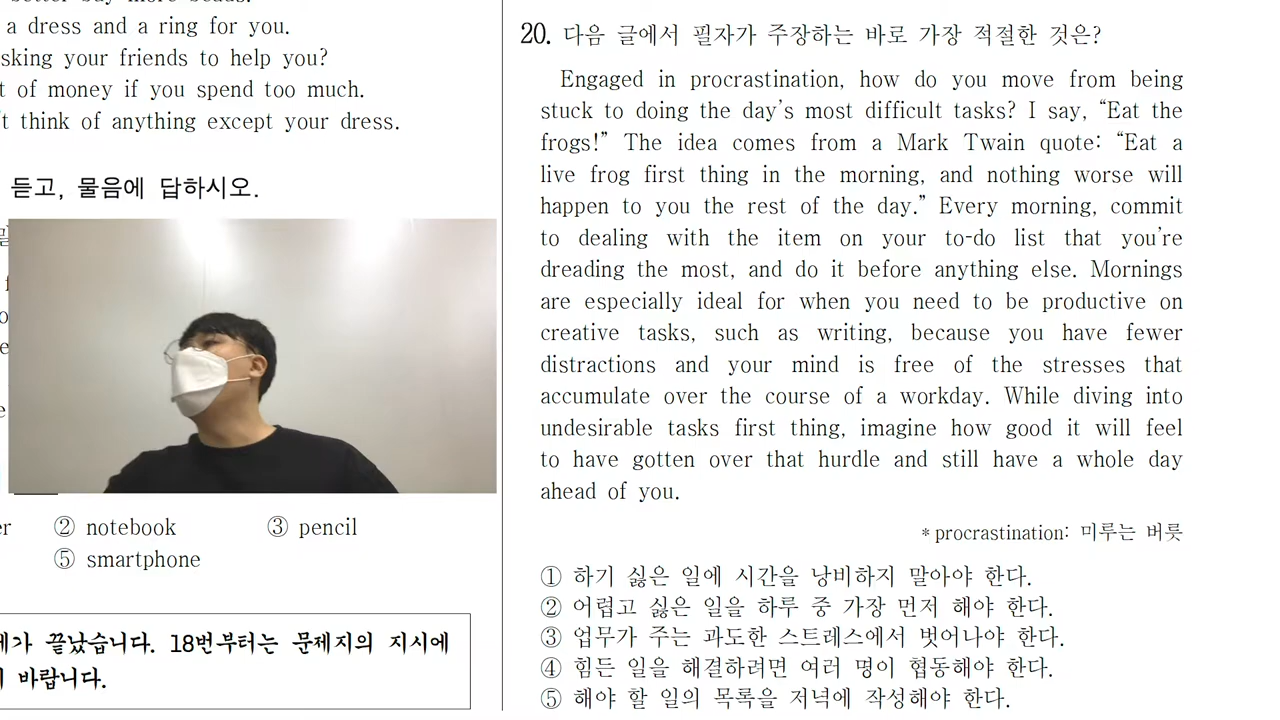 a dress and a ring for you.
your friends to help you?
of money if you spend too much.
think of anything except your dress.
듣고, 물음에 답하시오.
② notebook ③ pencil
⑤ smartphone
끝났습니다. 18번부터는 문제지의 지시에
바랍니다.
20. 다음 글에서 필자가 주장하는 바로 가장 적절한 것은?
Engaged in procrastination, how do you move from being
stuck to doing the day's most difficult tasks? I say, “Eat the
frogs!” The idea comes from a Mark Twain quote: “Eat a
live frog first thing in the morning, and nothing worse will
happen to you the rest of the day.” Every morning, commit
to dealing with the item on your to-do list that you're
dreading the most, and do it before anything else. Mornings
are especially ideal for when you need to be productive on
creative tasks, such as writing, because you have fewer
distractions and your mind is free of the stresses that
accumulate over the course of a workday. While diving into
undesirable tasks first thing, imagine how good it will feel
to have gotten over that hurdle and still have a whole day
ahead of you.
* procrastination: 미루는 버릇
① 하기 싫은 일에 시간을 낭비하지 말아야 한다.
② 어렵고 싫은 일을 하루 중 가장 먼저 해야 한다.
③ 업무가 주는 과도한 스트레스에서 벗어나야 한다.
④ 힘든 일을 해결하려면 여러 명이 협동해야 한다.
⑤ 해야 할 일의 목록을 저녁에 작성해야 한다.